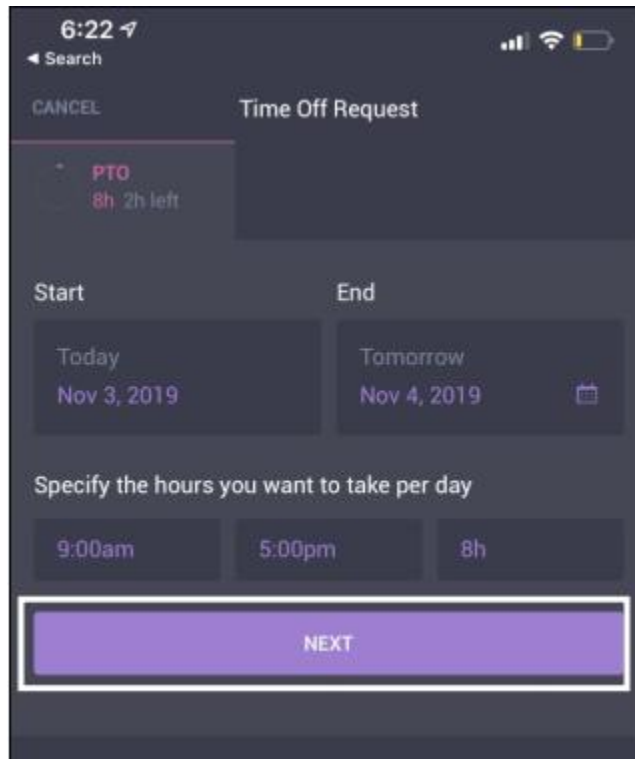 6:22
Search
CANCEL Time Off Request
PTO
8h 2h left
Start End
Today Tomorrow
Nov 3, 2019 Nov 4, 2019
Specify the hours you want to take per day
9:00am 5:00pm 8h
NEXT